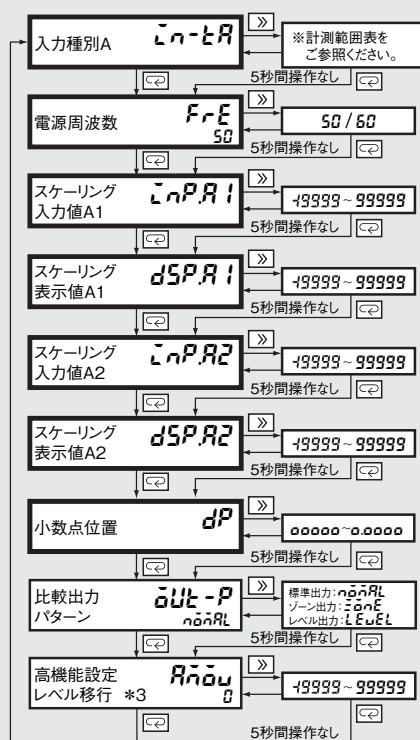 入力種別A in-tA
»
※計測範囲表を
ご参照ください。
5秒間操作なし
電源周波数 FrE
50
»
50 / 60
5秒間操作なし
スケーリング
入力値A1
inP.A1
»
-19999~99999
5秒間操作なし
スケーリング
表示値A1
dSP.A1
»
-19999~99999
5秒間操作なし
スケーリング
入力値A2
inP.A2
»
-19999~99999
5秒間操作なし
スケーリング
表示値A2
dSP.A2
»
-19999~99999
5秒間操作なし
小数点位置 dP
»
00000~0.0000
5秒間操作なし
比較出力
パターン
oUt-P
nomAL
»
標準出力:nomAL
ゾーン出力:ZonE
レベル出力:LEvEL
5秒間操作なし
高機能設定
レベル移行 *3
Amov
0
»
-19999~99999
5秒間操作なし